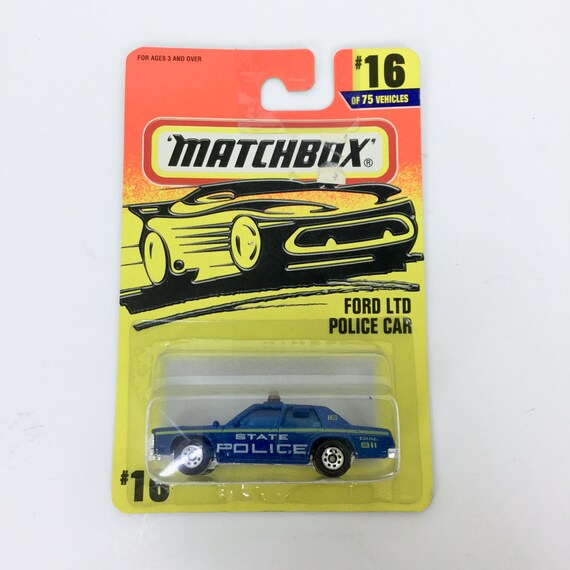 FOR AGES 3 AND OVER
#16
OF 75 VEHICLES
"MATCHBOX"®
FORD LTD
POLICE CAR
STATE
POLICE
DIAL
911
#16